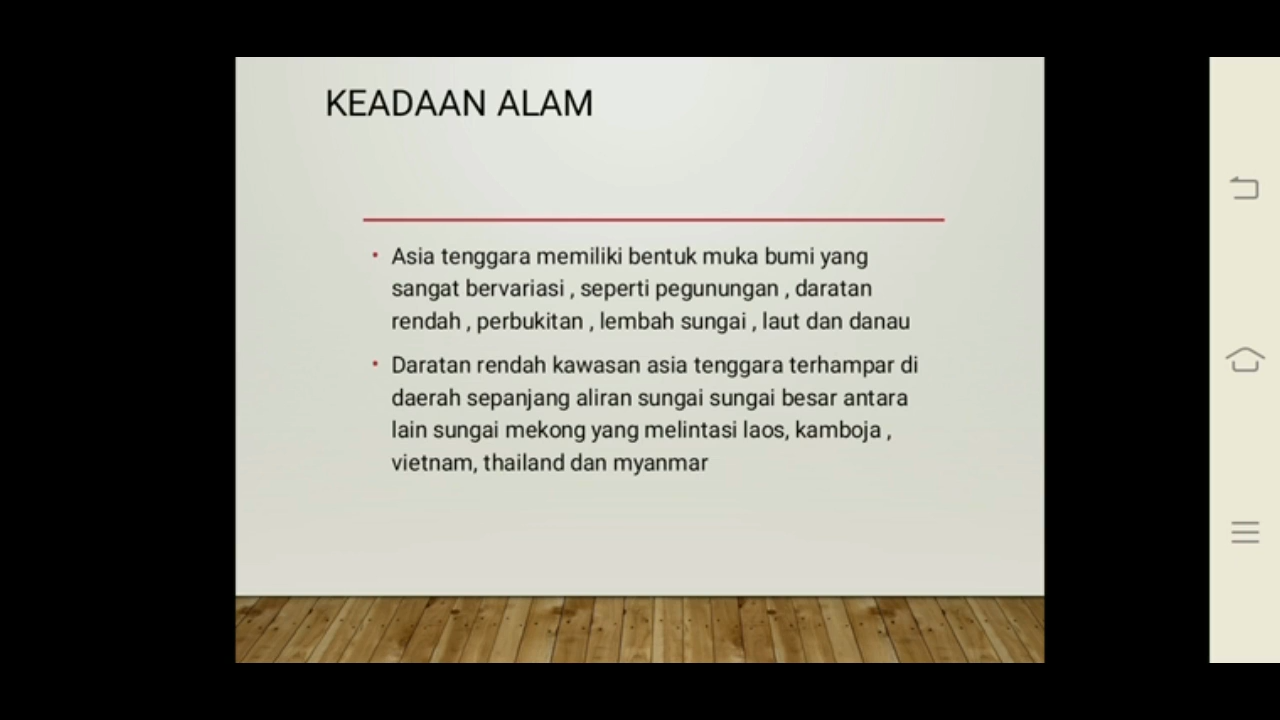 KEADAAN ALAM
• Asia tenggara memiliki bentuk muka bumi yang
sangat bervariasi , seperti pegunungan , daratan
rendah , perbukitan , lembah sungai , laut dan danau
• Daratan rendah kawasan asia tenggara terhampar di
daerah sepanjang aliran sungai sungai besar antara
lain sungai mekong yang melintasi laos, kamboja ,
vietnam, thailand dan myanmar